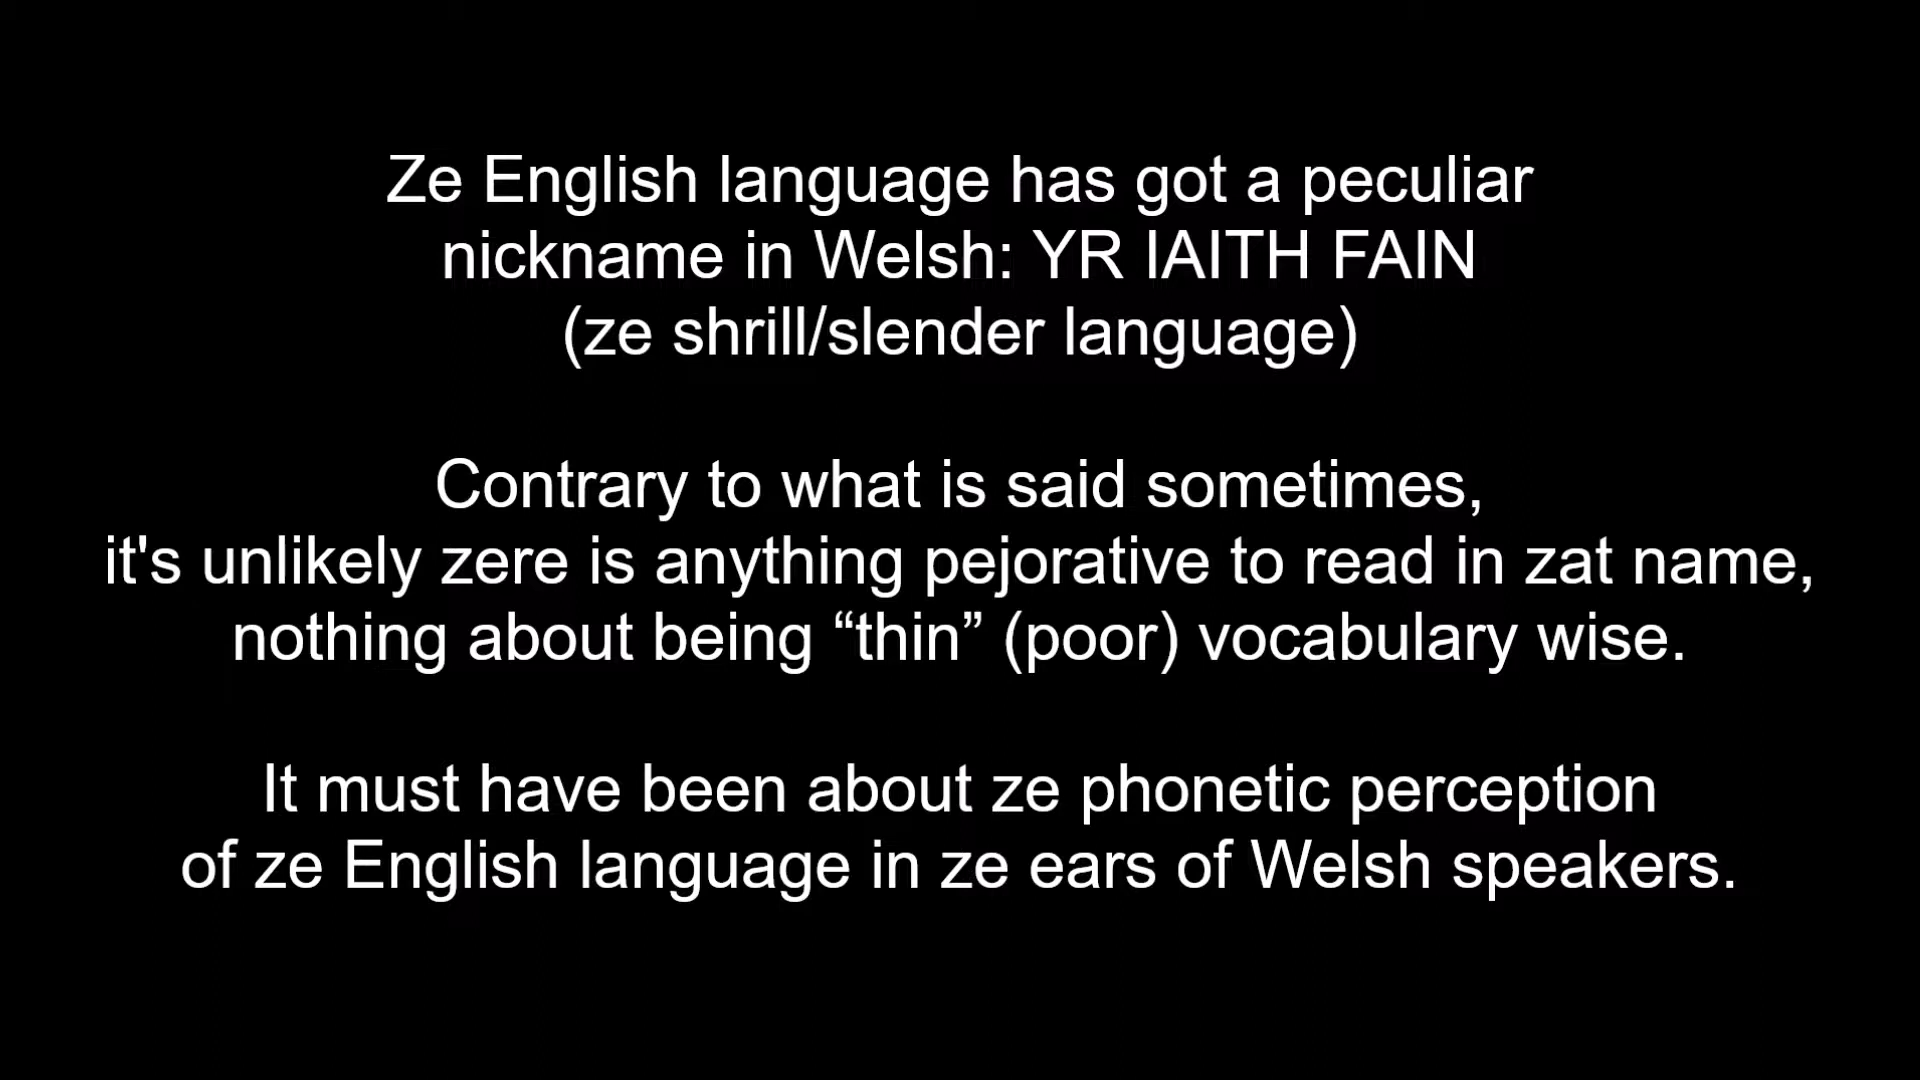 Ze English language has got a peculiar
nickname in Welsh: YR IAITH FAIN
(ze shrill/slender language)
Contrary to what is said sometimes,
it's unlikely zere is anything pejorative to read in zat name,
nothing about being “thin” (poor) vocabulary wise.
It must have been about ze phonetic perception
of ze English language in ze ears of Welsh speakers.